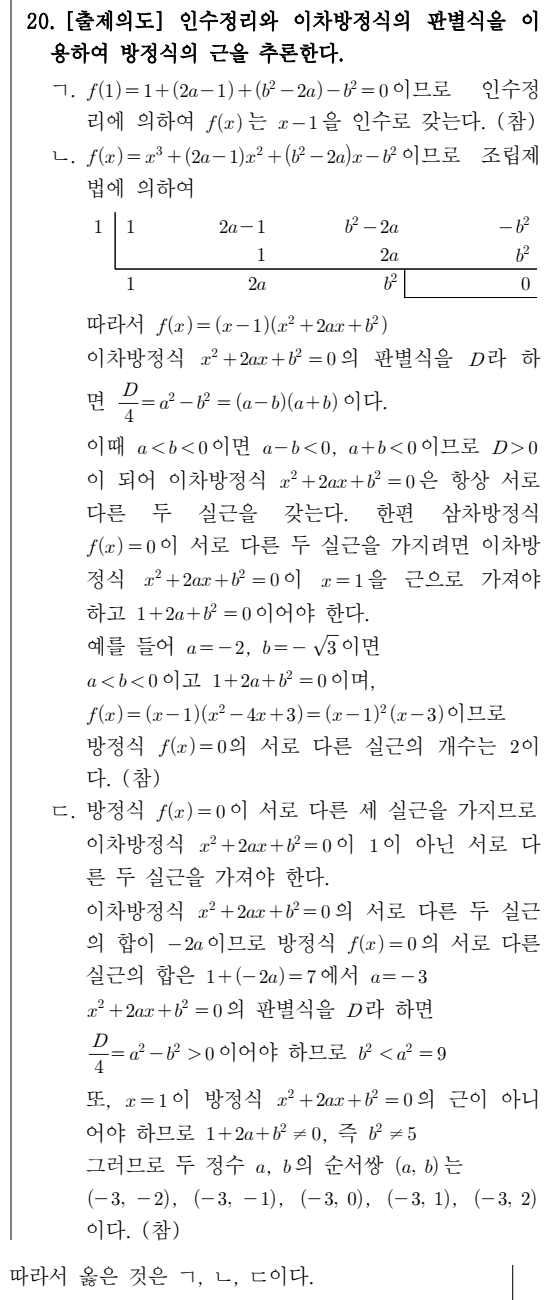 20. [출제의도] 인수정리와 이차방정식의 판별식을 이
용하여 방정식의 근을 추론한다.
ㄱ. f(1)=1+(2a-1)+(b²-2a)-b²=0이므로 인수정
리에 의하여 f(x)는 x-1을 인수로 갖는다. (참)
ㄴ. f(x)=x³+(2a-1)x²+(b²-2a)x-b²이므로 조립제
법에 의하여
1 | 1 2a-1 b²-2a -b²
1 2a b²
1 2a b² 0
따라서 f(x)=(x-1)(x²+2ax+b²)
이차방정식 x²+2ax+b²=0의 판별식을 D라 하
면 D/4=a²-b²=(a-b)(a+b)이다.
이때 a<b<0이면 a-b<0, a+b<0이므로 D>0
이 되어 이차방정식 x²+2ax+b²=0은 항상 서로
다른 두 실근을 갖는다. 한편 삼차방정식
f(x)=0이 서로 다른 두 실근을 가지려면 이차방
정식 x²+2ax+b²=0이 x=1을 근으로 가져야
하고 1+2a+b²=0이어야 한다.
예를 들어 a=-2, b=-√3이면
a<b<0이고 1+2a+b²=0이며,
f(x)=(x-1)(x²-4x+3)=(x-1)²(x-3)이므로
방정식 f(x)=0의 서로 다른 실근의 개수는 2이
다. (참)
ㄷ. 방정식 f(x)=0이 서로 다른 세 실근을 가지므로
이차방정식 x²+2ax+b²=0이 1이 아닌 서로 다
른 두 실근을 가져야 한다.
이차방정식 x²+2ax+b²=0의 서로 다른 두 실근
의 합이 -2a이므로 방정식 f(x)=0의 서로 다른
실근의 합은 1+(-2a)=7에서 a=-3
x²+2ax+b²=0의 판별식을 D라 하면
D/4=a²-b²>0이어야 하므로 b²<a²=9
또, x=1이 방정식 x²+2ax+b²=0의 근이 아니
어야 하므로 1+2a+b²≠0, 즉 b²≠5
그러므로 두 정수 a, b의 순서쌍 (a, b)는
(-3, -2), (-3, -1), (-3, 0), (-3, 1), (-3, 2)
이다. (참)
따라서 옳은 것은 ㄱ, ㄴ, ㄷ이다.